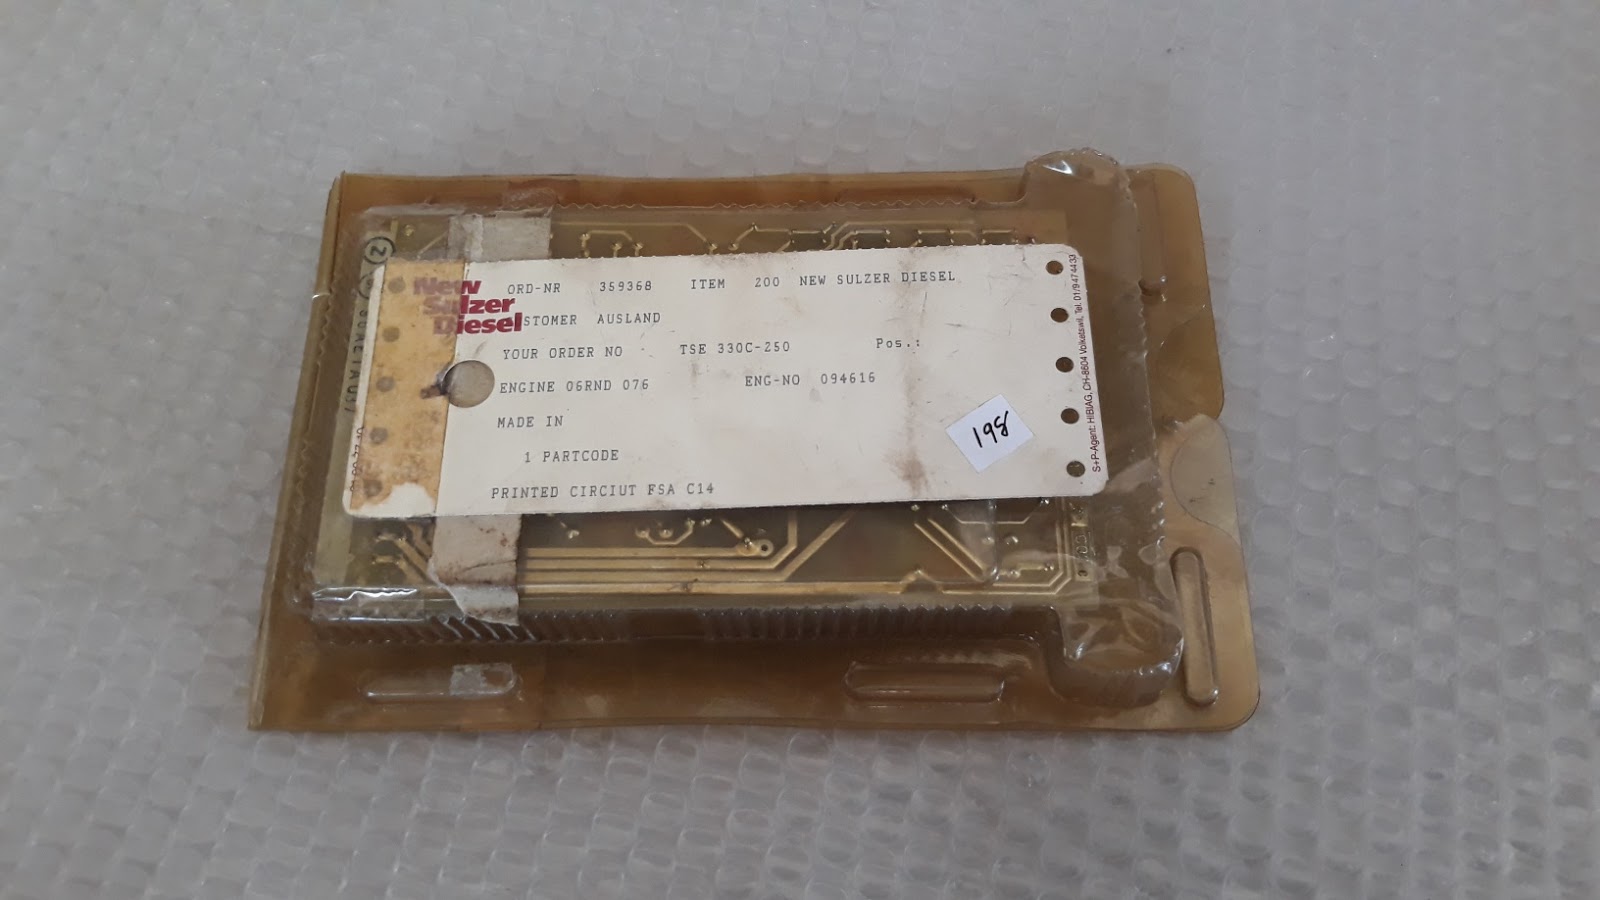 New
Sulzer
Diesel
ORD-NR 359368 ITEM 200 NEW SULZER DIESEL
STOMER AUSLAND
YOUR ORDER NO - TSE 330C-250 Pos.:
ENGINE 06RND 076 ENG-NO 094616
MADE IN
1 PARTCODE
PRINTED CIRCIUT FSA C14
198
S+P-Agent: HIBIAG, CH-8604 Volketswil, Tel. 01/9474433